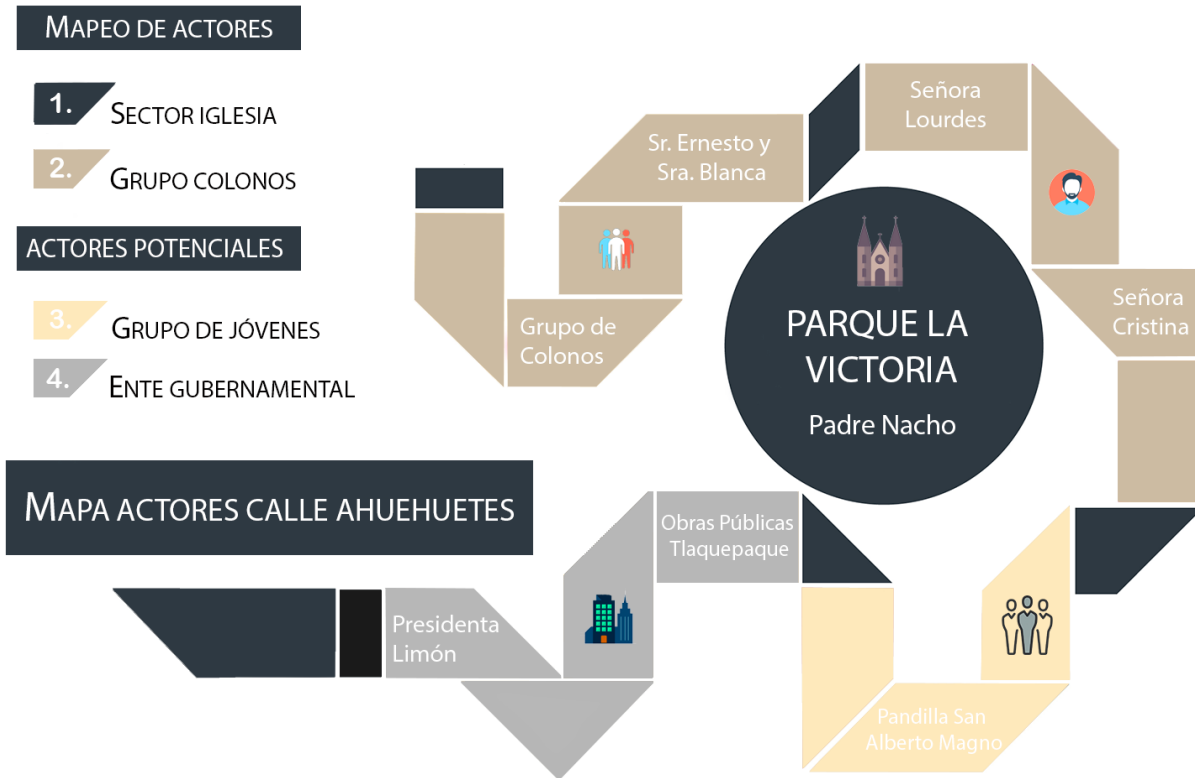 MAPEO DE ACTORES
1.
SECTOR IGLESIA
2.
GRUPO COLONOS
ACTORES POTENCIALES
3.
GRUPO DE JÓVENES
4.
ENTE GUBERNAMENTAL
MAPA ACTORES CALLE AHUEHUETES
Grupo de
Colonos
Sr. Ernesto y
Sra. Blanca
Señora
Lourdes
Señora
Cristina
PARQUE LA
VICTORIA
Padre Nacho
Pandilla San
Alberto Magno
Obras Públicas
Tlaquepaque
Presidenta
Limón